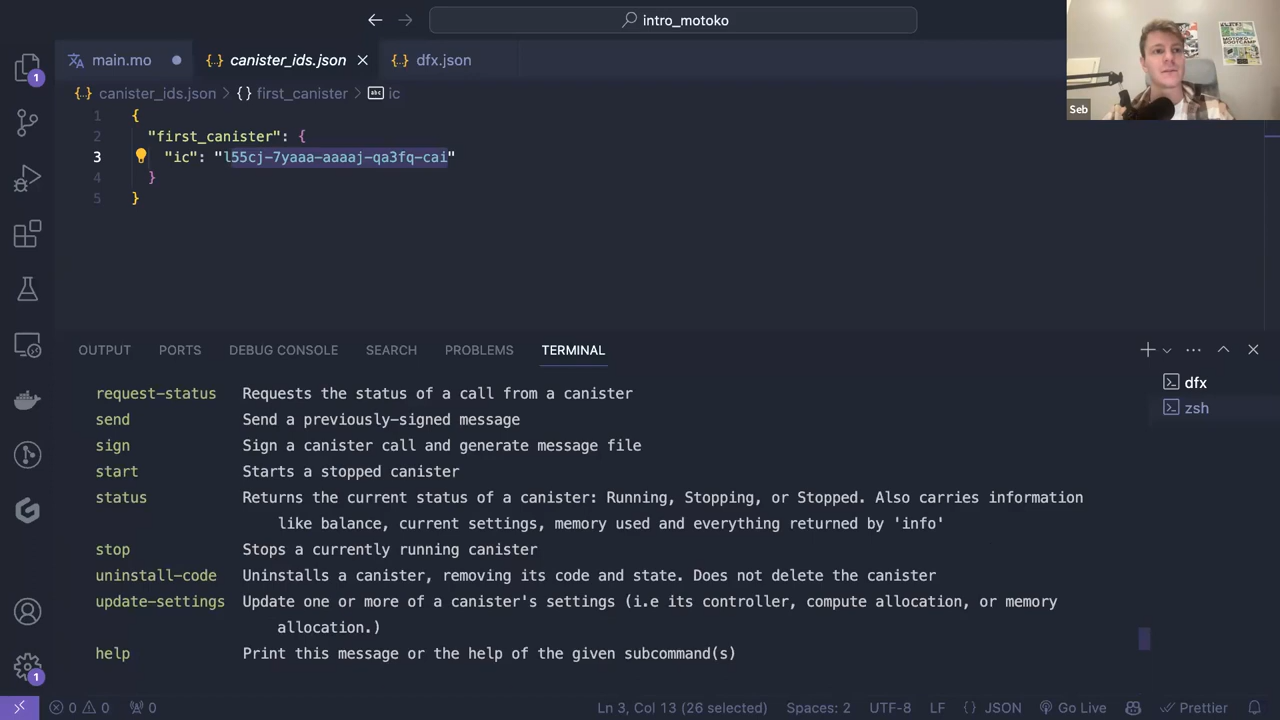 intro_motoko
main.mo
canister_ids.json
dfx.json
canister_ids.json > first_canister > ic
1 {
2 "first_canister": {
3 "ic": "l55cj-7yaaa-aaaaj-qa3fq-cai"
4 }
5 }
MOTOKO
BOOTCAMP
Seb
OUTPUT
PORTS
DEBUG CONSOLE
SEARCH
PROBLEMS
TERMINAL
dfx
zsh
request-status Requests the status of a call from a canister
send Send a previously-signed message
sign Sign a canister call and generate message file
start Starts a stopped canister
status Returns the current status of a canister: Running, Stopping, or Stopped. Also carries information
like balance, current settings, memory used and everything returned by 'info'
stop Stops a currently running canister
uninstall-code Uninstalls a canister, removing its code and state. Does not delete the canister
update-settings Update one or more of a canister's settings (i.e its controller, compute allocation, or memory
allocation.)
help Print this message or the help of the given subcommand(s)
1
1
0 0 0
Ln 3, Col 13 (26 selected)
Spaces: 2
UTF-8
LF
{} JSON
Go Live
Prettier